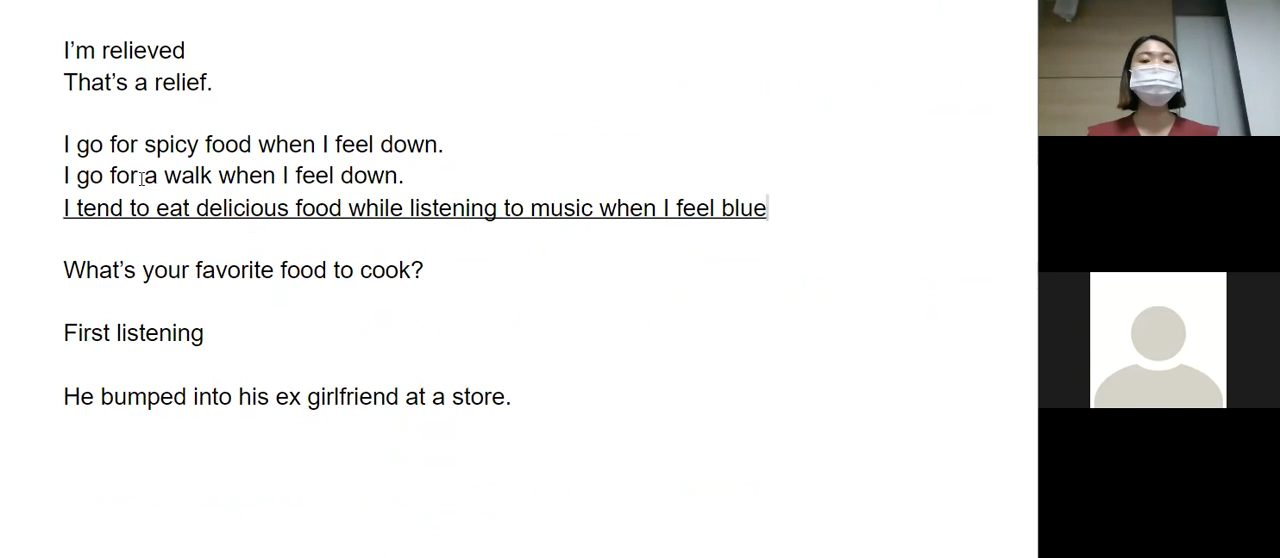 I’m relieved
That’s a relief.
I go for spicy food when I feel down.
I go for a walk when I feel down.
I tend to eat delicious food while listening to music when I feel blue
What’s your favorite food to cook?
First listening
He bumped into his ex girlfriend at a store.